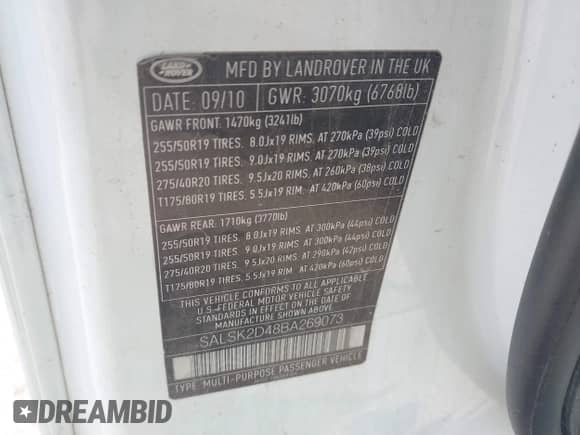 LAND
ROVER
MFD BY LANDROVER IN THE UK
DATE: 09/10 GWR: 3070kg (6768lb)
GAWR FRONT: 1470kg (3241lb)
255/50R19 TIRES. 8.0Jx19 RIMS. AT 270kPa (39psi) COLD
255/50R19 TIRES. 9.0Jx19 RIMS. AT 270kPa (39psi) COLD
275/40R20 TIRES. 9.5Jx20 RIMS. AT 260kPa (38psi) COLD
T175/80R19 TIRES. 5.5Jx19 RIM. AT 420kPa (60psi) COLD
GAWR REAR: 1710kg (3770lb)
255/50R19 TIRES. 8.0Jx19 RIMS. AT 300kPa (44psi) COLD
255/50R19 TIRES. 9.0Jx19 RIMS. AT 300kPa (44psi) COLD
275/40R20 TIRES. 9.5Jx20 RIMS. AT 290kPa (42psi) COLD
T175/80R19 TIRES. 5.5Jx19 RIM. AT 420kPa (60psi) COLD
THIS VEHICLE CONFORMS TO ALL APPLICABLE
U.S.-FEDERAL MOTOR VEHICLE SAFETY
STANDARDS IN EFFECT ON THE DATE OF
MANUFACTURE SHOWN ABOVE
SALSK2D48BA269073
TYPE: MULTI-PURPOSE PASSENGER VEHICLE
DREAMBID